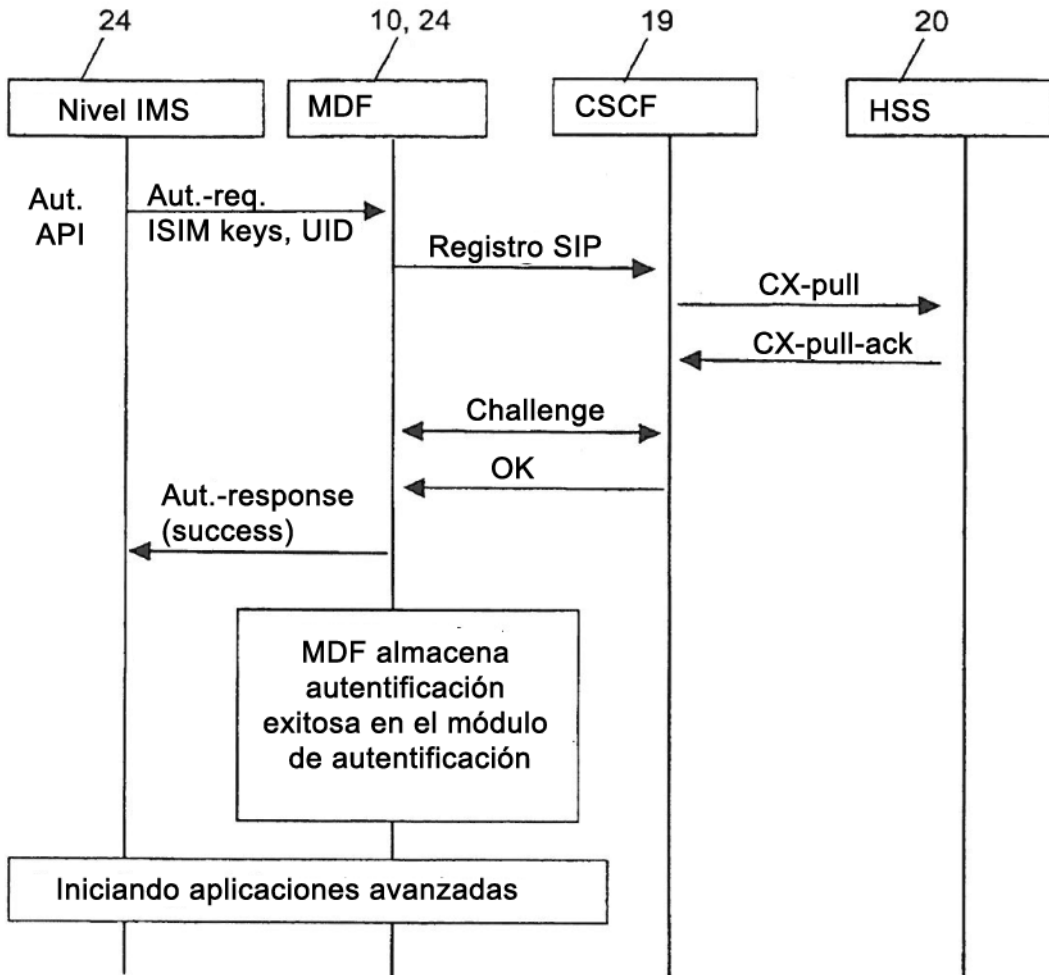 24
10, 24
19
20
Nivel IMS
MDF
CSCF
HSS
Aut.
API
Aut.-req.
ISIM keys, UID
Registro SIP
CX-pull
CX-pull-ack
Challenge
OK
Aut.-response
(success)
MDF almacena
autentificación
exitosa en el módulo
de autentificación
Iniciando aplicaciones avanzadas